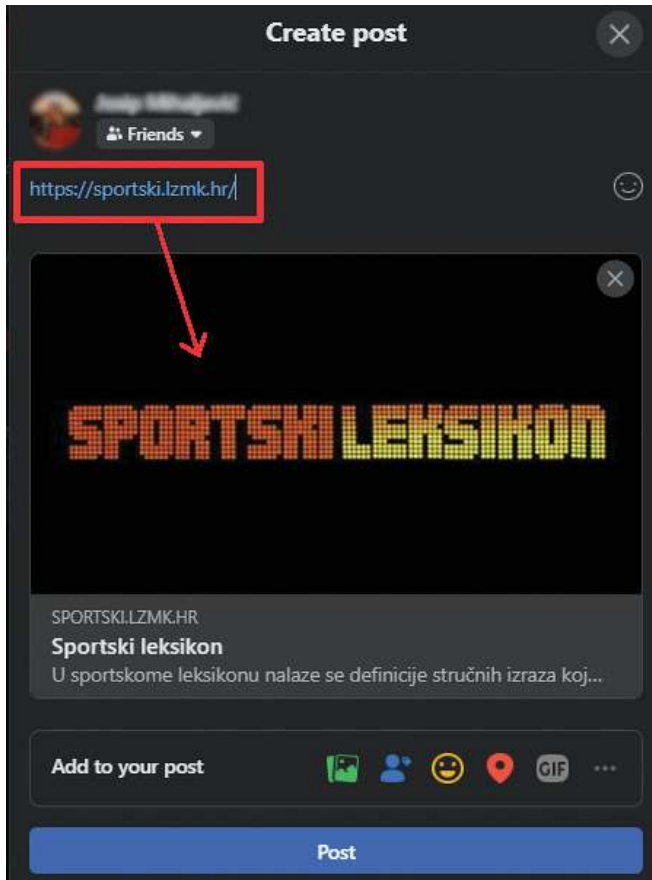 Create post
Friends
https://sportski.lzmk.hr/
SPORTSKI LEKSIKON
SPORTSKI.LZMK.HR
Sportski leksikon
U sportskome leksikonu nalaze se definicije stručnih izraza koj...
Add to your post
GIF
Post